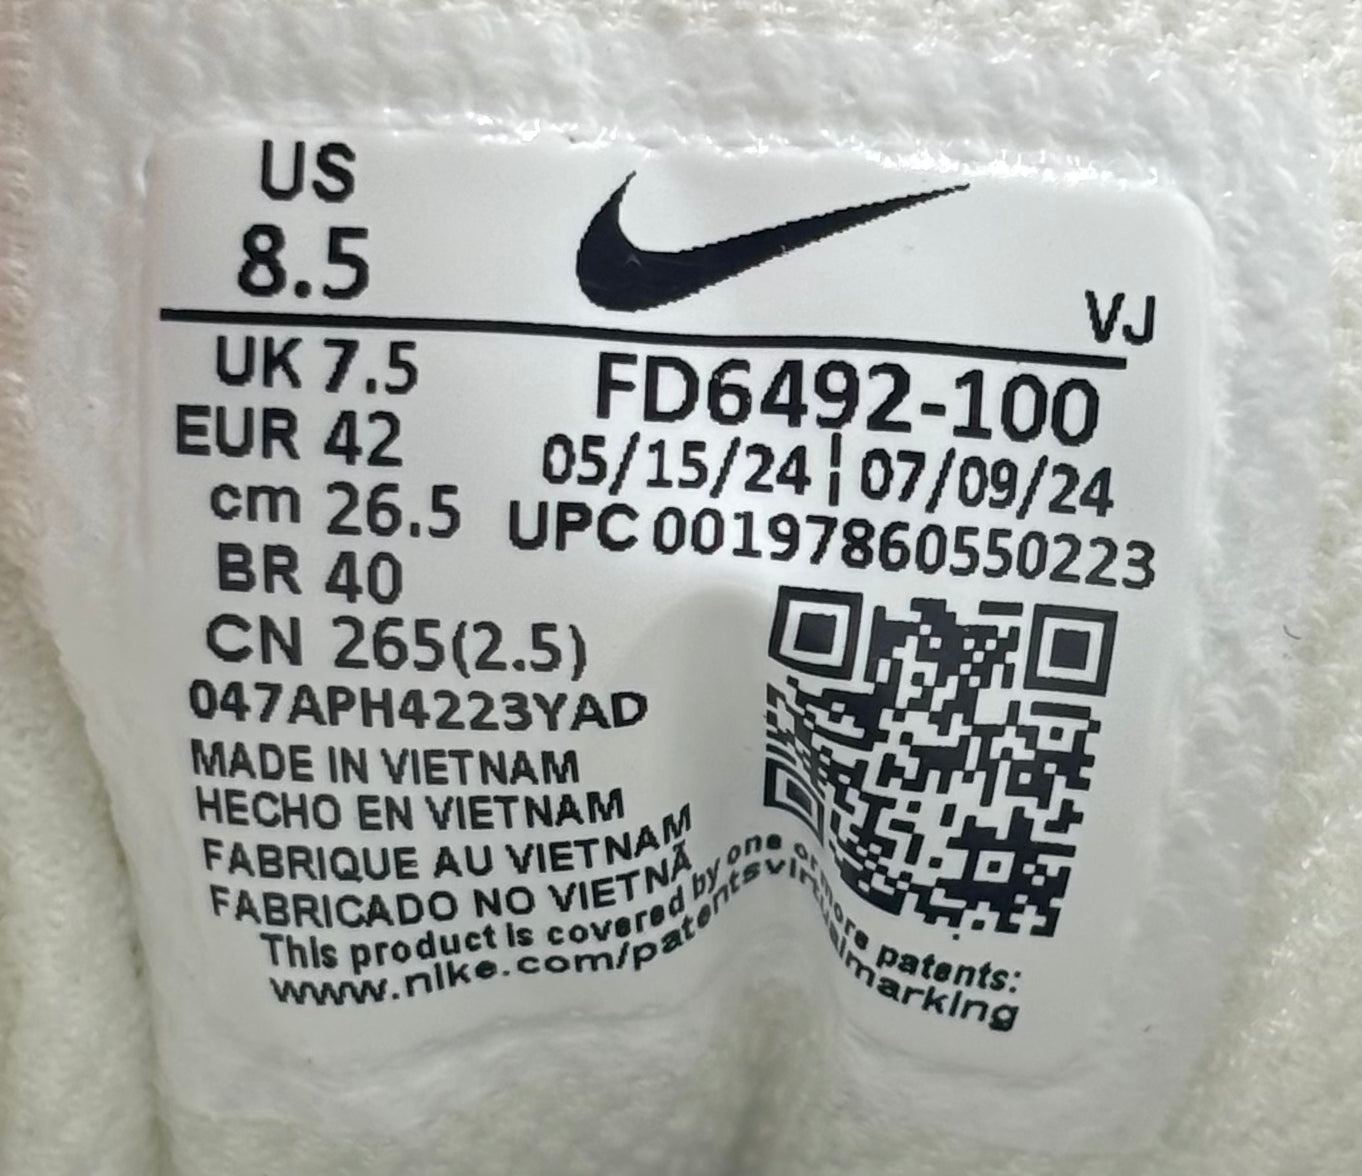 US
8.5
VJ
UK 7.5
EUR 42
cm 26.5
BR 40
CN 265(2.5)
FD6492-100
05/15/24 ¦ 07/09/24
UPC 00197860550223
047APH4223YAD
MADE IN VIETNAM
HECHO EN VIETNAM
FABRIQUE AU VIETNAM
FABRICADO NO VIETNÃ
This product is covered by one or more patents:
www.nike.com/patentsvirtualmarking